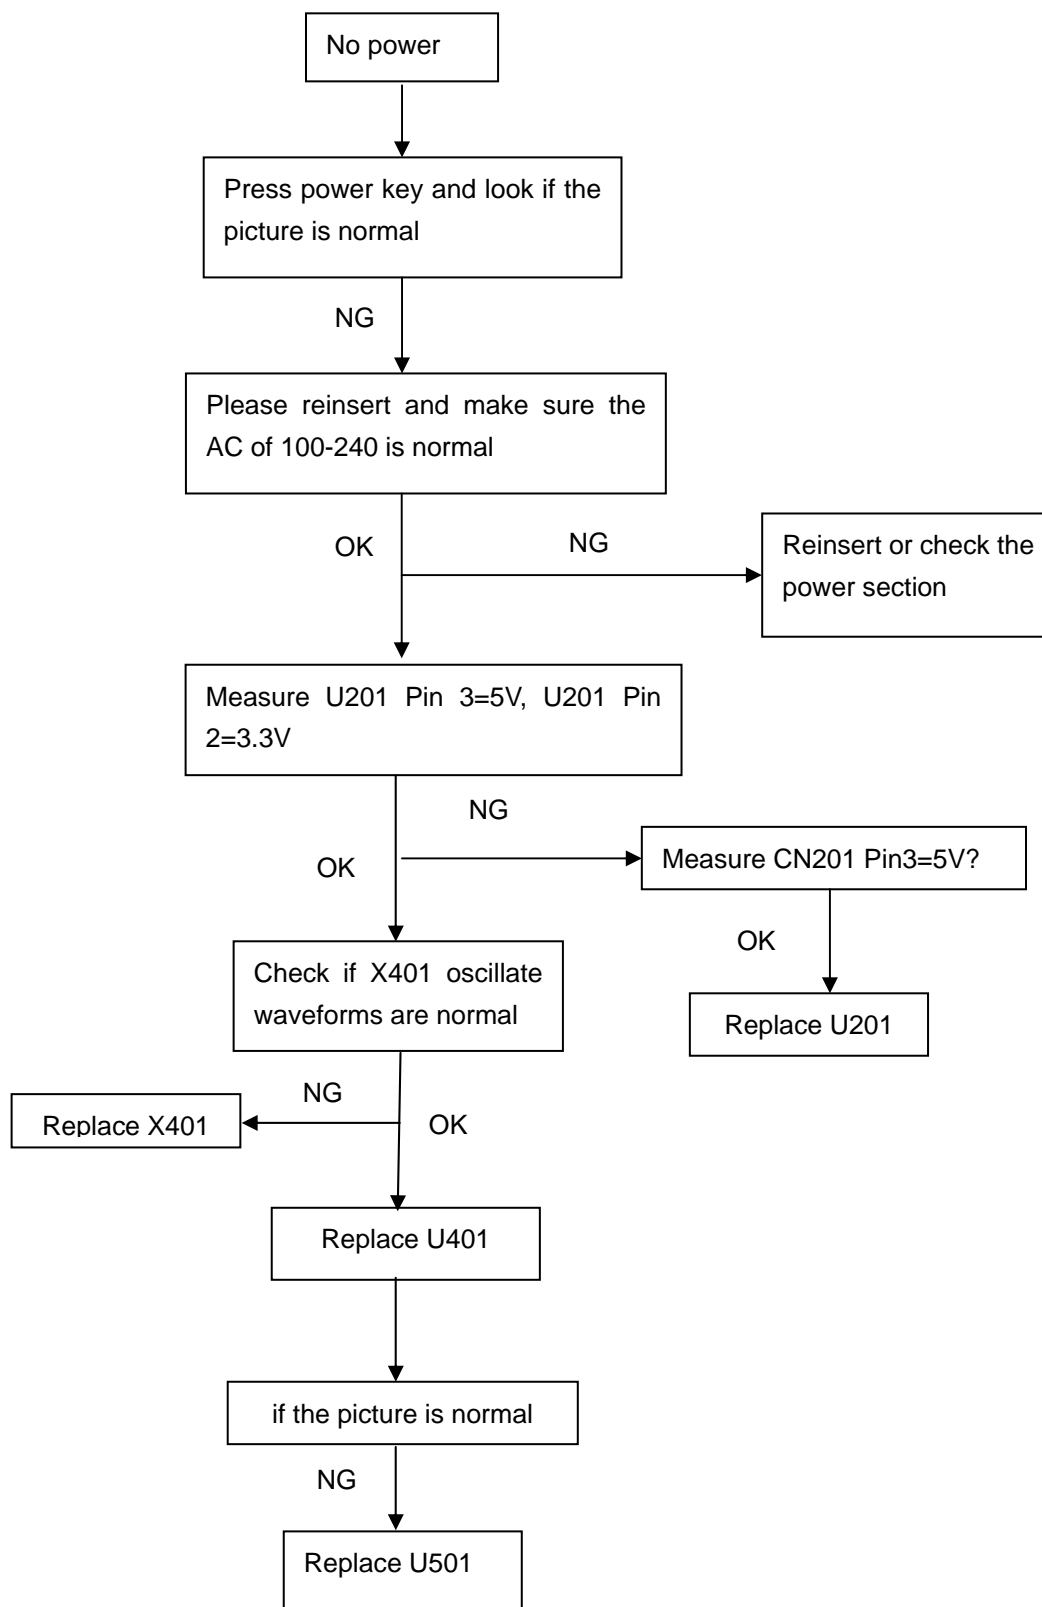 No power
Press power key and look if the
picture is normal
NG
Please reinsert and make sure the
AC of 100-240 is normal
OK
NG
Reinsert or check the
power section
Measure U201 Pin 3=5V, U201 Pin
2=3.3V
NG
OK
Measure CN201 Pin3=5V?
OK
Replace U201
Check if X401 oscillate
waveforms are normal
NG
Replace X401
OK
Replace U401
if the picture is normal
NG
Replace U501